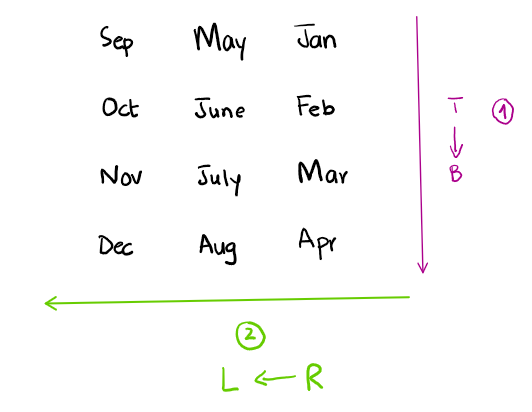 Sep May Jan
Oct June Feb T ①
Nov July Mar B
Dec Aug Apr
②
L ← R